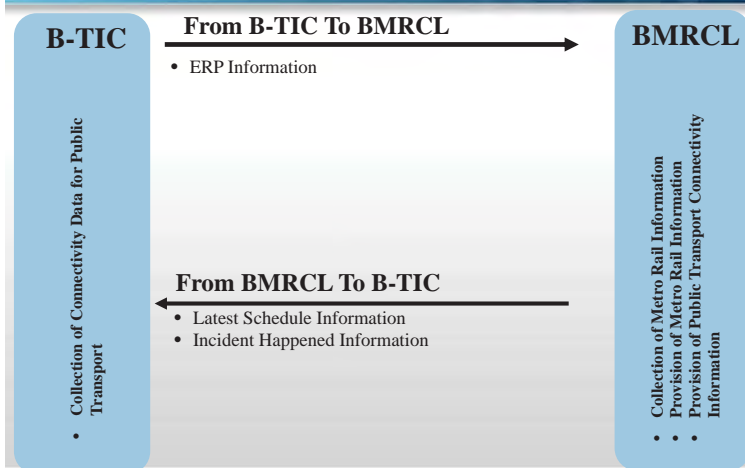 B-TIC
• Collection of Connectivity Data for Public
Transport
From B-TIC To BMRCL
• ERP Information
From BMRCL To B-TIC
• Latest Schedule Information
• Incident Happened Information
BMRCL
• Collection of Metro Rail Information
• Provision of Metro Rail Information
• Provision of Public Transport Connectivity
Information